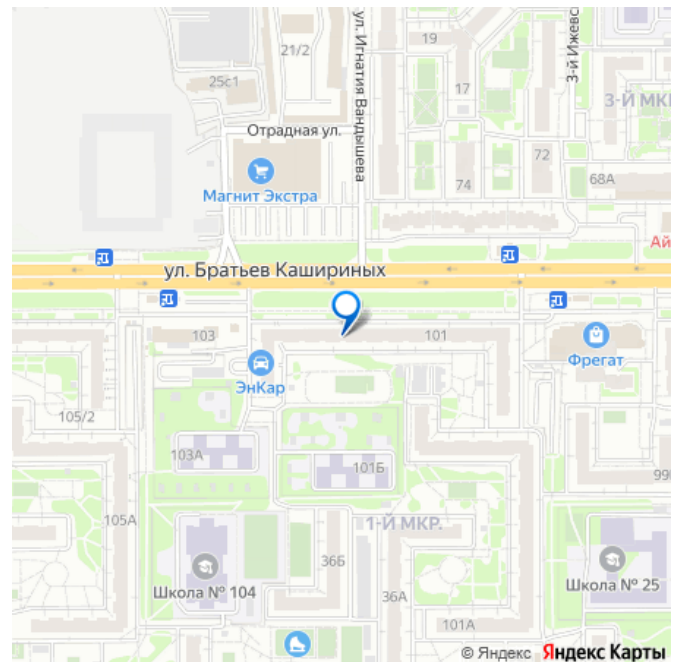 21/2
ул. Игнатия Вандышева
19
3-й Ижевс
25с1
17
3-Й МКР
Отрадная ул.
72
Магнит Экстра
74
68А
Ай
ул. Братьев Кашириных
103
101
Фрегат
ЭнКар
105/2
103А
101Б
99
105А
1-Й МКР.
36Б
Школа № 104
Школа № 25
36А
101А
© Яндекс Яндекс Карты